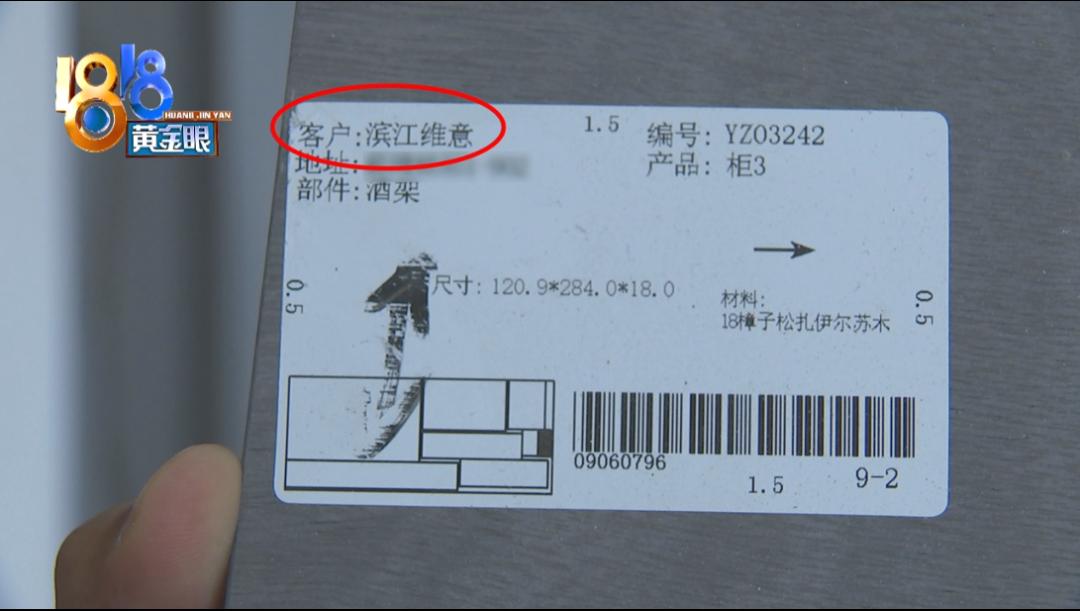 1818
HUANG JIN YAN
黄金眼
客户:滨江维意
1.5
编号: YZ03242
地址:
产品: 柜3
部件:酒架
0.5
尺寸: 120.9*284.0*18.0
材料:
18樟子松扎伊尔苏木
0.5
09060796
1.5
9-2